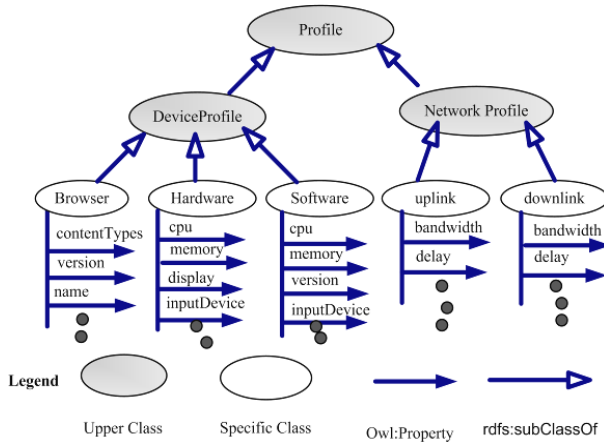 Profile
DeviceProfile
Network Profile
Browser
Hardware
Software
uplink
downlink
contentTypes
version
name
cpu
memory
display
inputDevice
cpu
memory
version
inputDevice
bandwidth
delay
bandwidth
delay
Legend
Upper Class
Specific Class
Owl:Property
rdfs:subClassOf